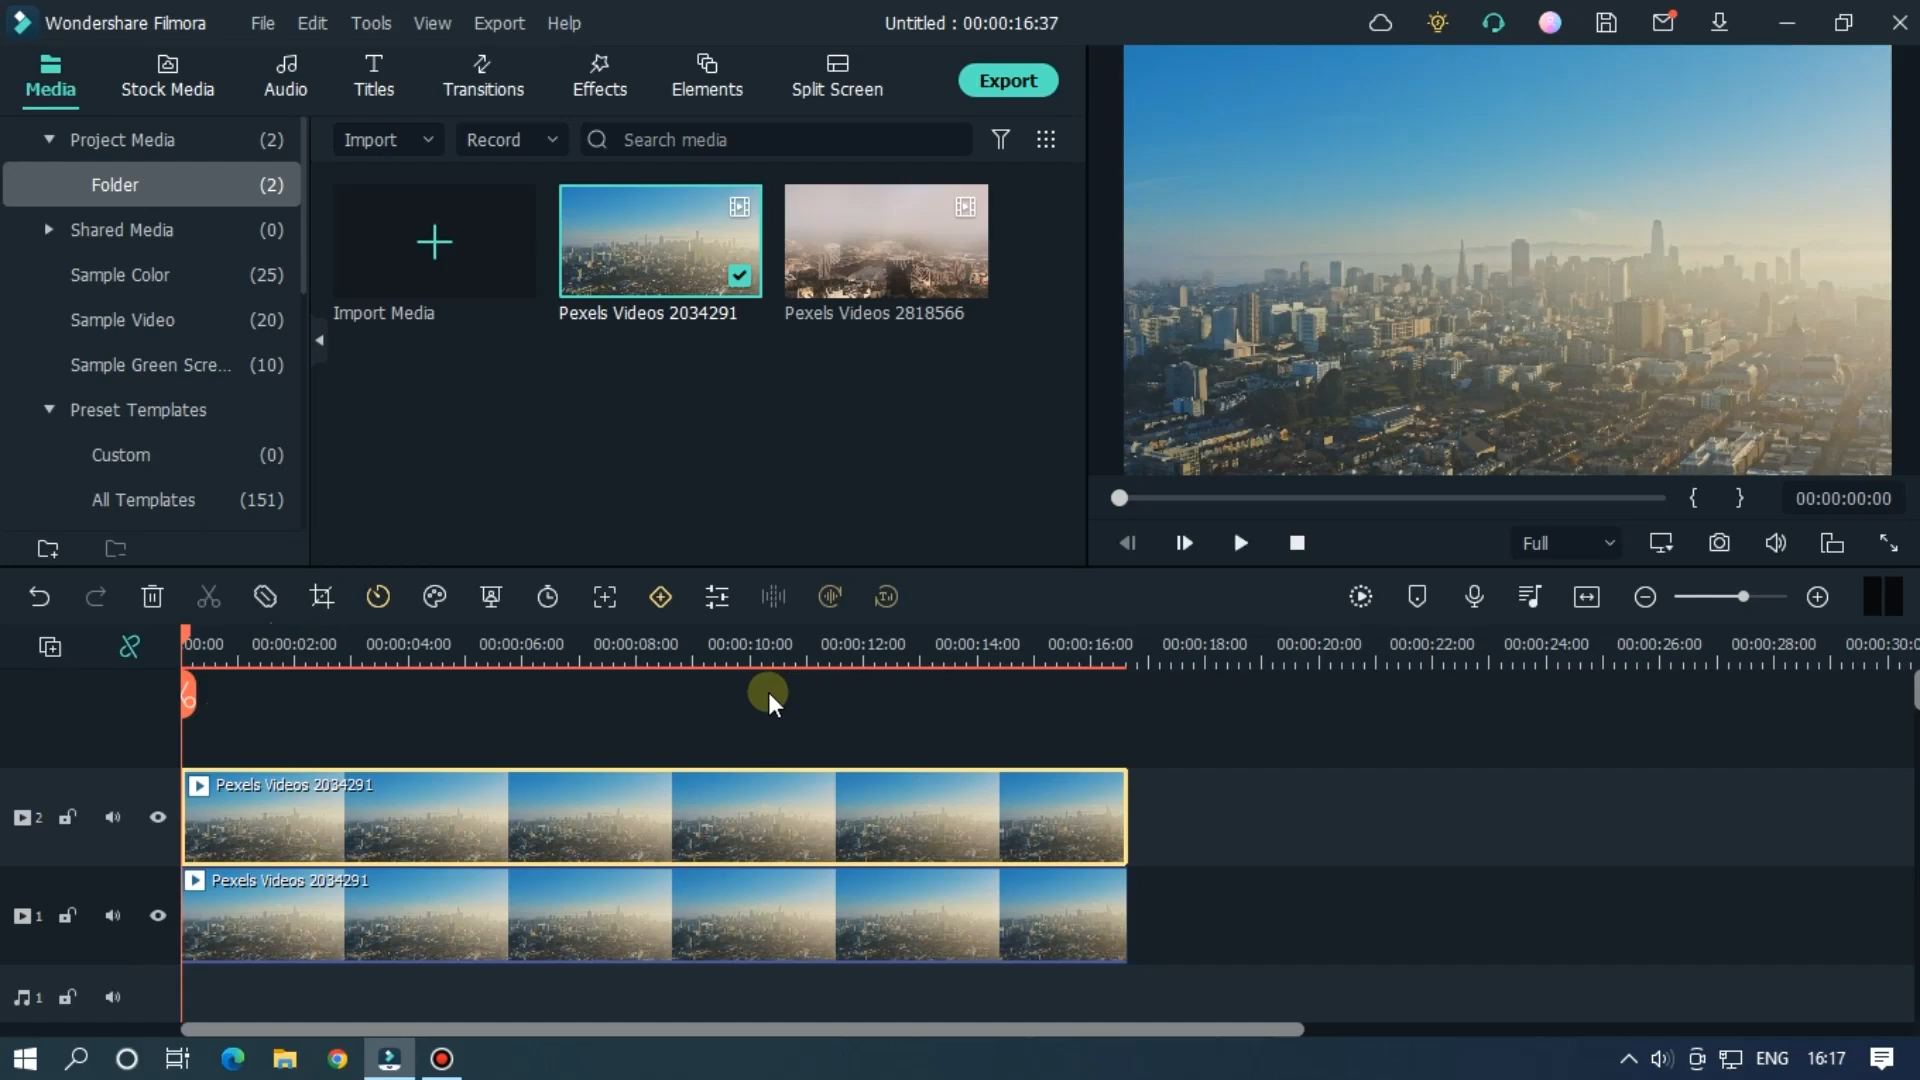 Wondershare Filmora File Edit Tools View Export Help Untitled : 00:00:16:37
Media Stock Media Audio Titles Transitions Effects Elements Split Screen Export
Project Media (2)
Folder (2)
Shared Media (0)
Sample Color (25)
Sample Video (20)
Sample Green Scre... (10)
Preset Templates
Custom (0)
All Templates (151)
Import Record Search media
Import Media Pexels Videos 2034291 Pexels Videos 2818566
{ } 00:00:00:00
Full
00:00 00:00:02:00 00:00:04:00 00:00:06:00 00:00:08:00 00:00:10:00 00:00:12:00 00:00:14:00 00:00:16:00 00:00:18:00 00:00:20:00 00:00:22:00 00:00:24:00 00:00:26:00 00:00:28:00 00:00:30:0
Pexels Videos 2034291
2
Pexels Videos 2034291
1
1
ENG 16:17